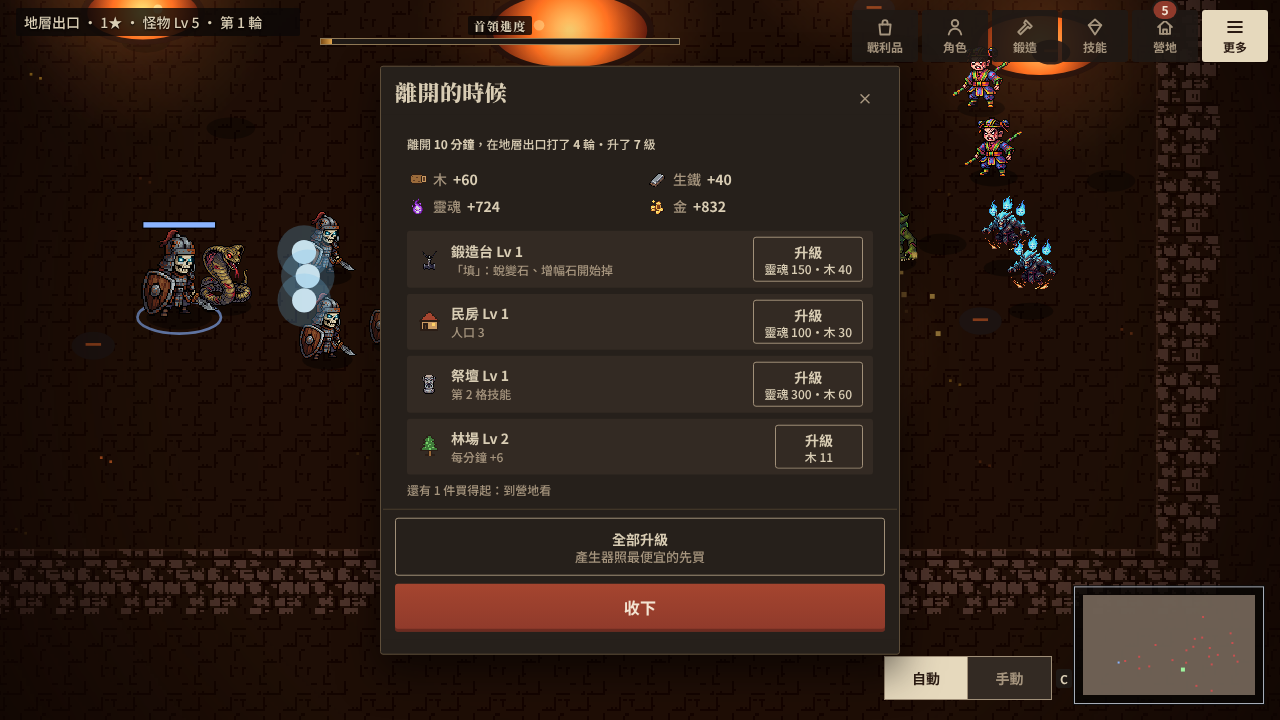 地層出口 · 1★ · 怪物 Lv 5 · 第 1 輪
首領進度
戰利品
角色
鍛造
技能
5
營地
更多
離開的時候
×
離開 10 分鐘，在地層出口打了 4 輪 · 升了 7 級
木 +60
生鐵 +40
靈魂 +724
金 +832
鍛造台 Lv 1
「填」：蛻變石、增幅石開始掉
升級
靈魂 150 · 木 40
民房 Lv 1
人口 3
升級
靈魂 100 · 木 30
祭壇 Lv 1
第 2 格技能
升級
靈魂 300 · 木 60
林場 Lv 2
每分鐘 +6
升級
木 11
還有 1 件買得起：到營地看
全部升級
產生器照最便宜的先買
收下
自動
手動
C